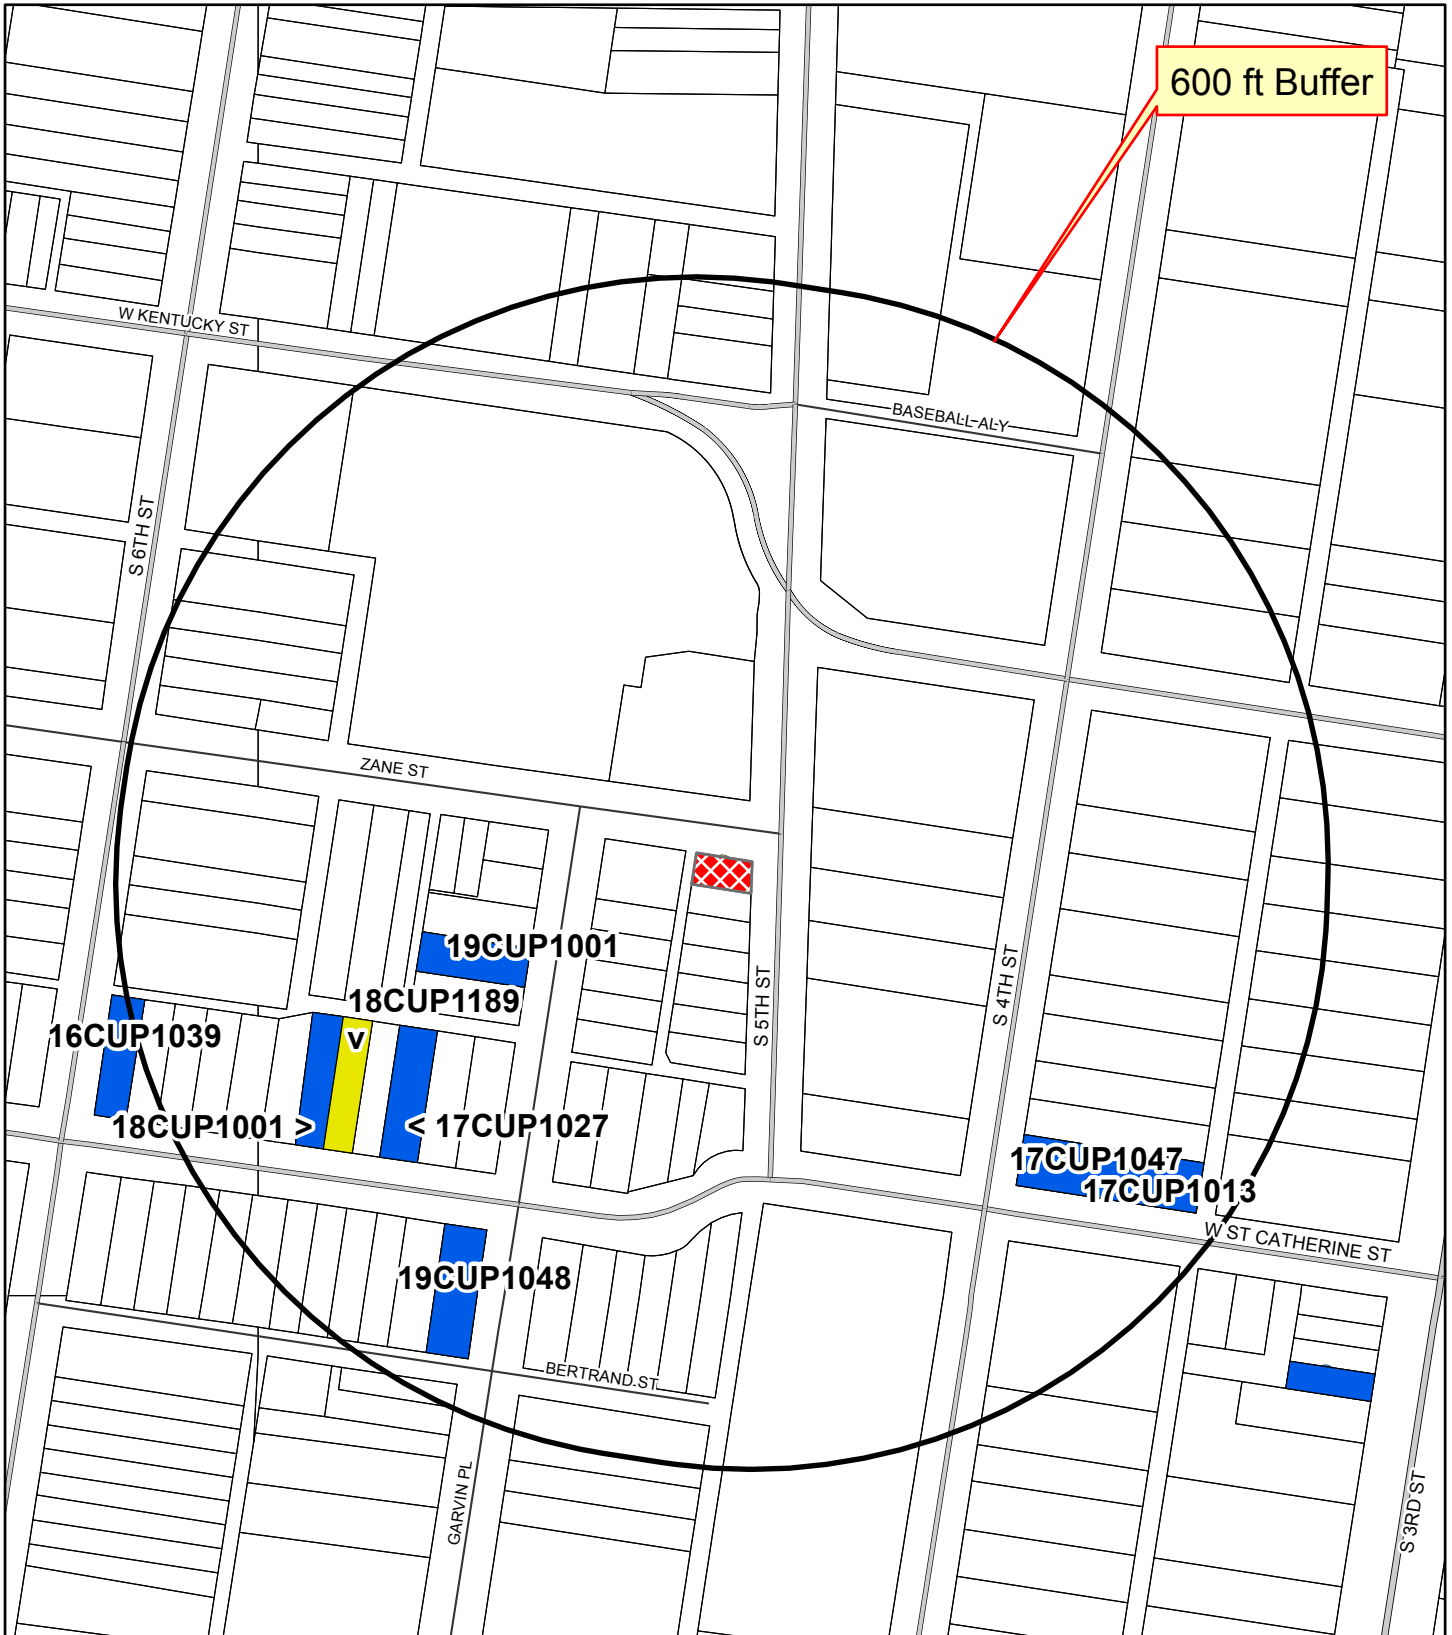 600 ft Buffer
W KENTUCKY ST
BASEBALL ALY
S 6TH ST
ZANE ST
19CUP1001
18CUP1189
v
16CUP1039
18CUP1001 >
< 17CUP1027
S 5TH ST
S 4TH ST
17CUP1047
17CUP1013
W ST CATHERINE ST
19CUP1048
BERTRAND ST
GARVIN PL
S 3RD ST